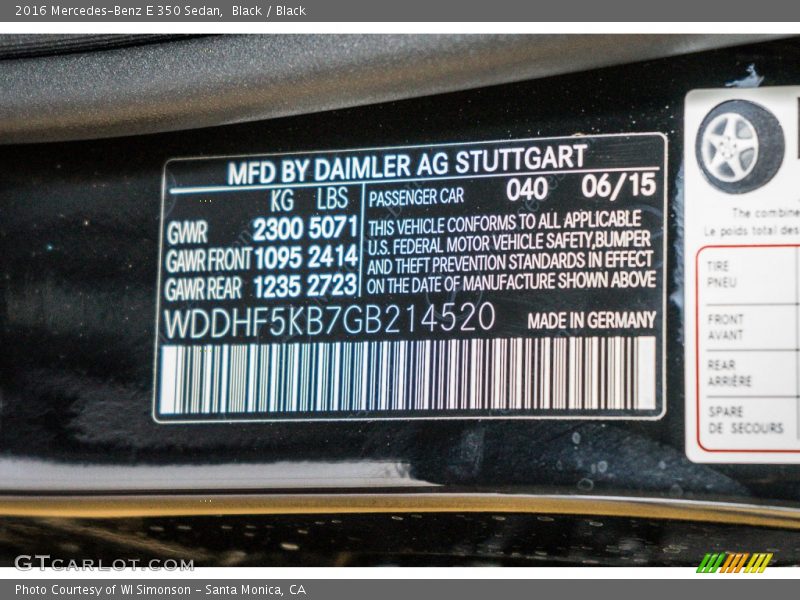 2016 Mercedes-Benz E 350 Sedan, Black / Black
MFD BY DAIMLER AG STUTTGART
KG LBS PASSENGER CAR 040 06/15
GWR 2300 5071 THIS VEHICLE CONFORMS TO ALL APPLICABLE
GAWR FRONT 1095 2414 U.S. FEDERAL MOTOR VEHICLE SAFETY,BUMPER
AND THEFT PREVENTION STANDARDS IN EFFECT
GAWR REAR 1235 2723 ON THE DATE OF MANUFACTURE SHOWN ABOVE
WDDHF5KB7GB214520 MADE IN GERMANY
The combine
Le poids total des
TIRE
PNEU
FRONT
AVANT
REAR
ARRIÈRE
SPARE
DE SECOURS
GTCARLOT.COM
Photo Courtesy of WI Simonson - Santa Monica, CA